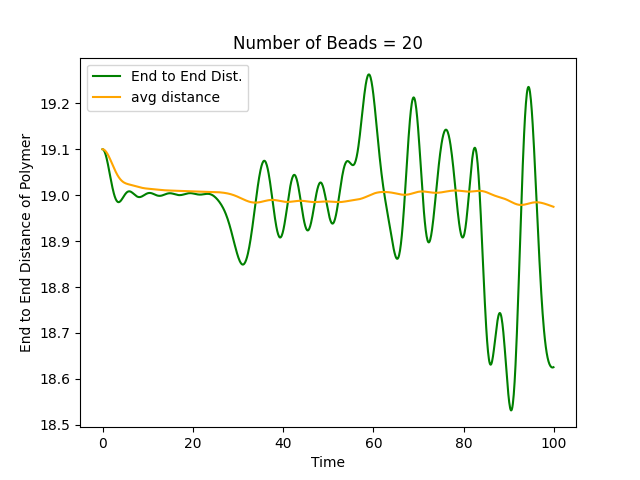 Number of Beads = 20
End to End Dist.
avg distance
End to End Distance of Polymer
19.2
19.1
19.0
18.9
18.8
18.7
18.6
18.5
0 20 40 60 80 100
Time